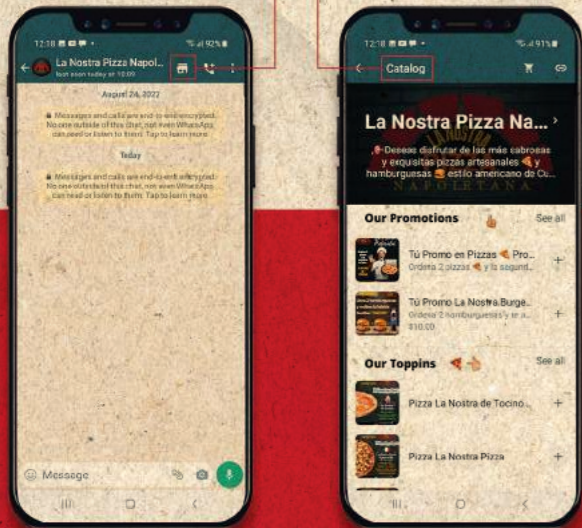 12:18
92%
La Nostra Pizza Napol...
last seen today at 12:09
August 24, 2022
Messages and calls are end-to-end encrypted.
No one outside of this chat, not even WhatsApp,
can read or listen to them. Tap to learn more.
Today
Messages and calls are end-to-end encrypted.
No one outside of this chat, not even WhatsApp,
can read or listen to them. Tap to learn more.
Message
12:18
91%
Catalog
La Nostra Pizza Na...
Deseas disfrutar de las más sabrosas
y exquisitas pizzas artesanales y
hamburguesas estilo americano de Cu...
NAPOLETANA
Our Promotions
See all
Tú Promo en Pizzas Pro...
Ordena 2 pizzas y la segund...
Tú Promo La Nostra Burge...
Ordena 2 hamburguesas y te a...
$10.00
Our Toppins
See all
Pizza La Nostra de Tocino...
Pizza La Nostra Pizza